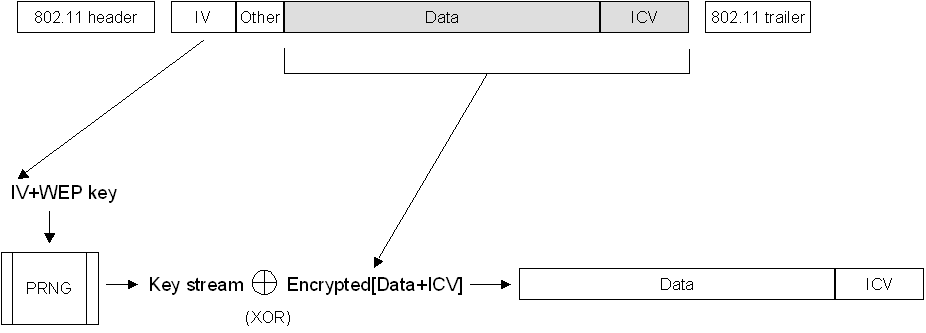 802.11 header IV Other Data ICV 802.11 trailer
IV+WEP key
PRNG Key stream Encrypted[Data+ICV] Data ICV
(XOR)